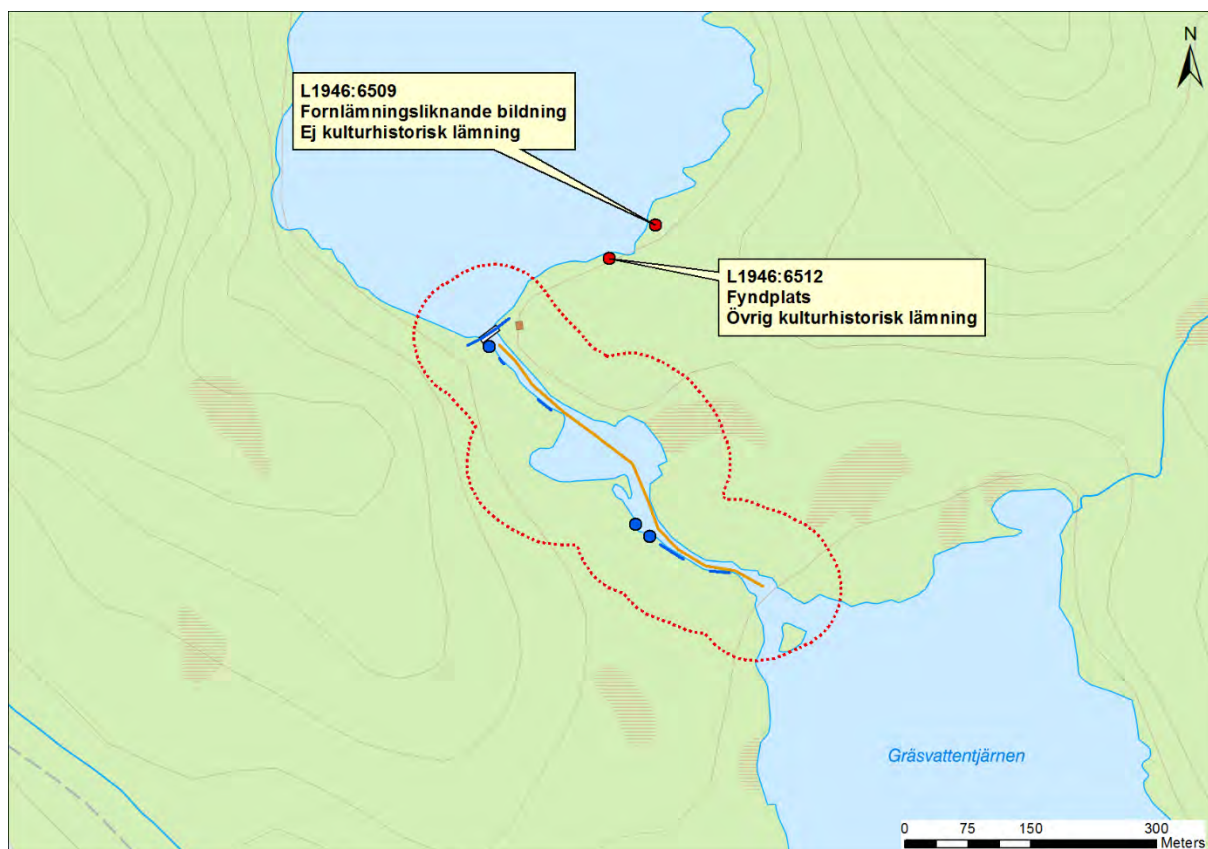 N
L1946:6509
Fornlämningsliknande bildning
Ej kulturhistorisk lämning
L1946:6512
Fyndplats
Övrig kulturhistorisk lämning
Gräsvattentjärnen
0 75 150 300
Meters